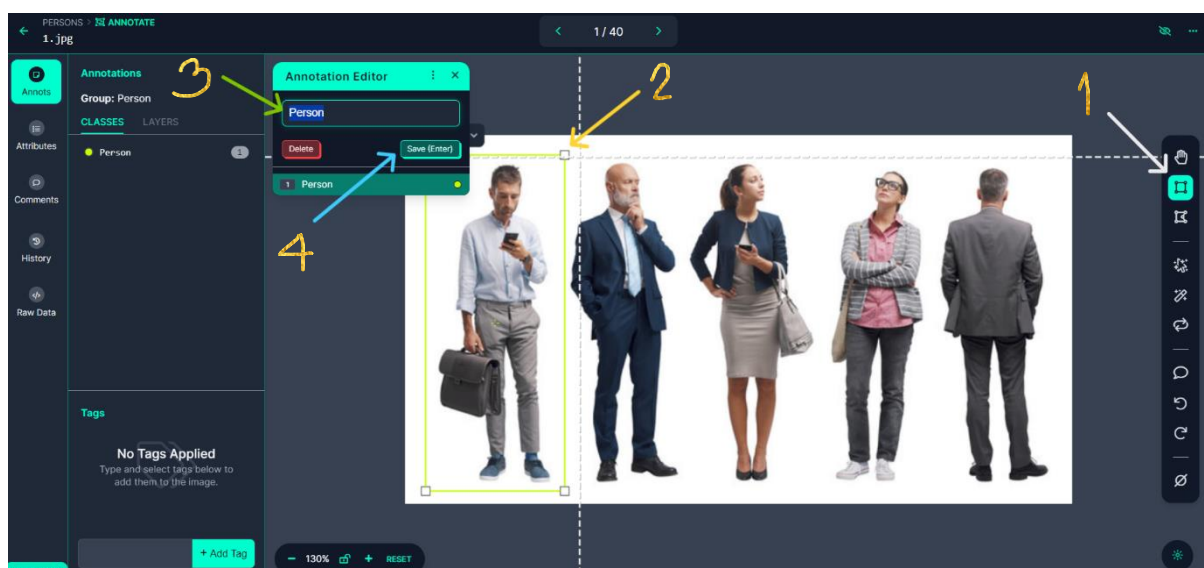 PERSONS > ANNOTATE
1.jpg
1 / 40
Annots
Attributes
Comments
History
Raw Data
Annotations
Group: Person
CLASSES LAYERS
Person 1
Tags
No Tags Applied
Type and select tags below to
add them to the image.
+ Add Tag
3
Annotation Editor
Person
Delete Save (Enter)
1 Person
4
2
1
− 130% + RESET